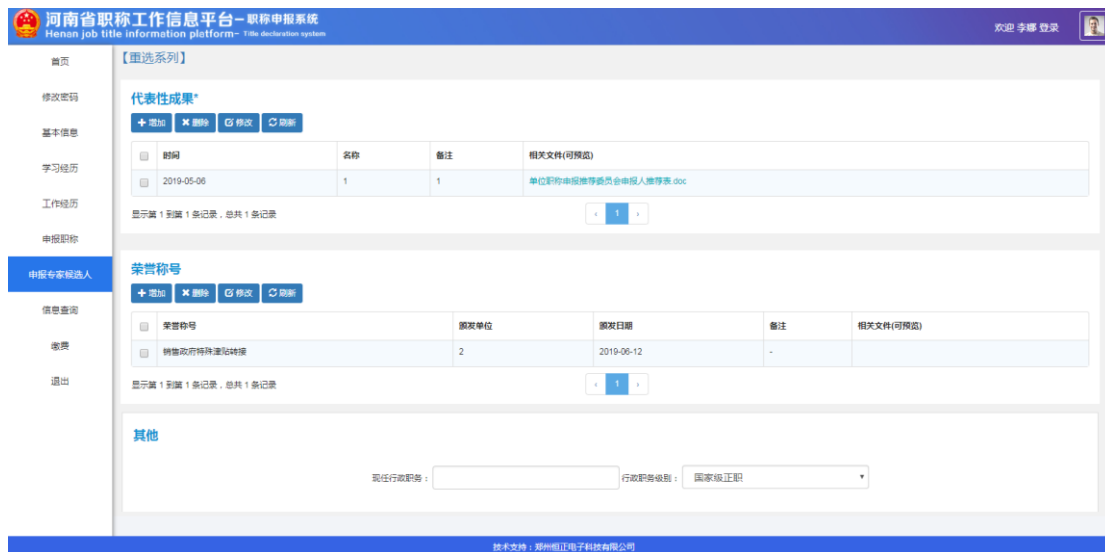 河南省职称工作信息平台-职称申报系统
Henan job title information platform- Title declaration system
欢迎 李娜 登录
首页
修改密码
基本信息
学习经历
工作经历
申报职称
申报专家候选人
信息查询
缴费
退出
【重选系列】
代表性成果*
增加 删除 修改 刷新
时间 名称 备注 相关文件(可预览)
2019-05-06 1 1 单位职称申报推荐委员会申报人推荐表.doc
显示第 1 到第 1 条记录，总共 1 条记录
‹ 1 ›
荣誉称号
增加 删除 修改 刷新
荣誉称号 颁发单位 颁发日期 备注 相关文件(可预览)
销售政府特殊津贴转接 2 2019-06-12 -
显示第 1 到第 1 条记录，总共 1 条记录
‹ 1 ›
其他
现任行政职务： 行政职务级别： 国家级正职
技术支持：郑州恒正电子科技有限公司